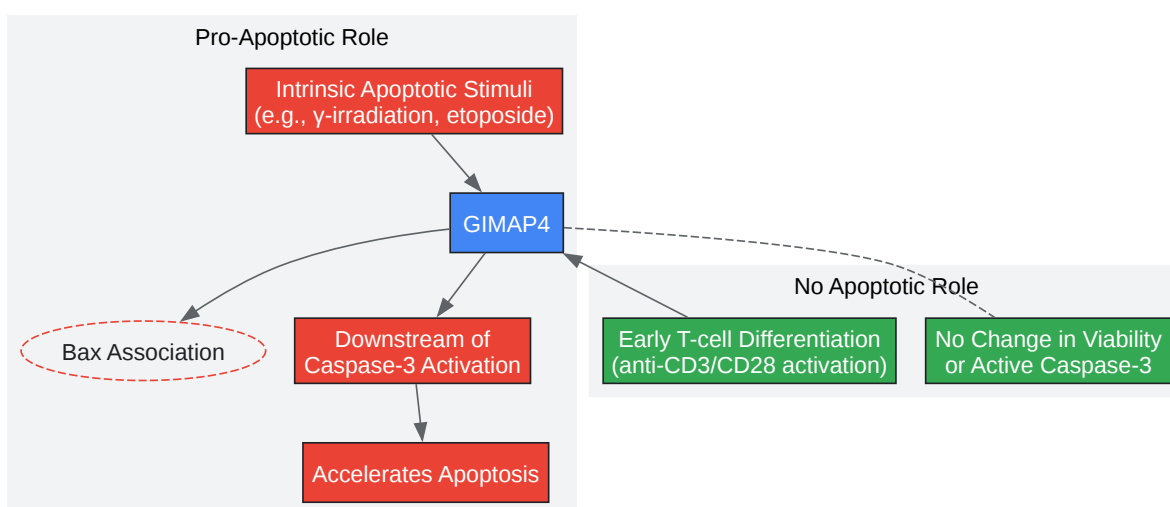 Pro-Apoptotic Role
Intrinsic Apoptotic Stimuli
(e.g., γ-irradiation, etoposide)
GIMAP4
No Apoptotic Role
Bax Association
Downstream of
Caspase-3 Activation
Early T-cell Differentiation
(anti-CD3/CD28 activation)
No Change in Viability
or Active Caspase-3
Accelerates Apoptosis